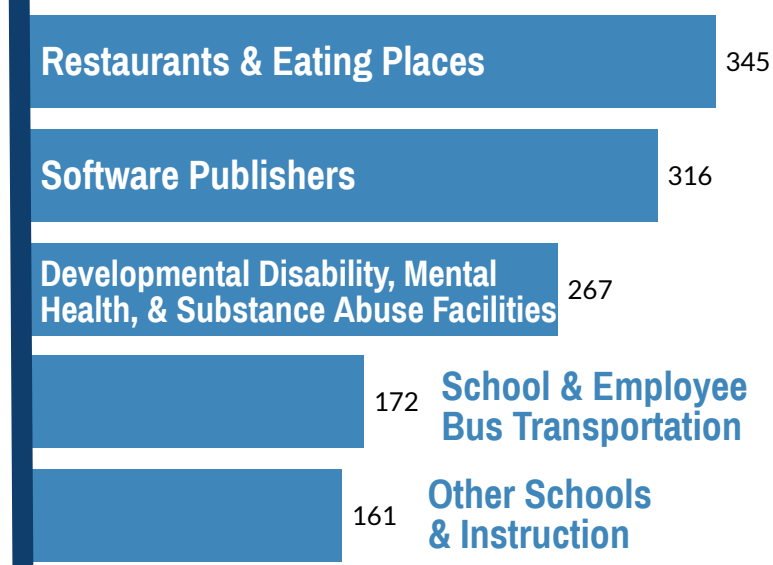 Restaurants & Eating Places
345
Software Publishers
316
Developmental Disability, Mental
Health, & Substance Abuse Facilities
267
172
School & Employee
Bus Transportation
161
Other Schools
& Instruction